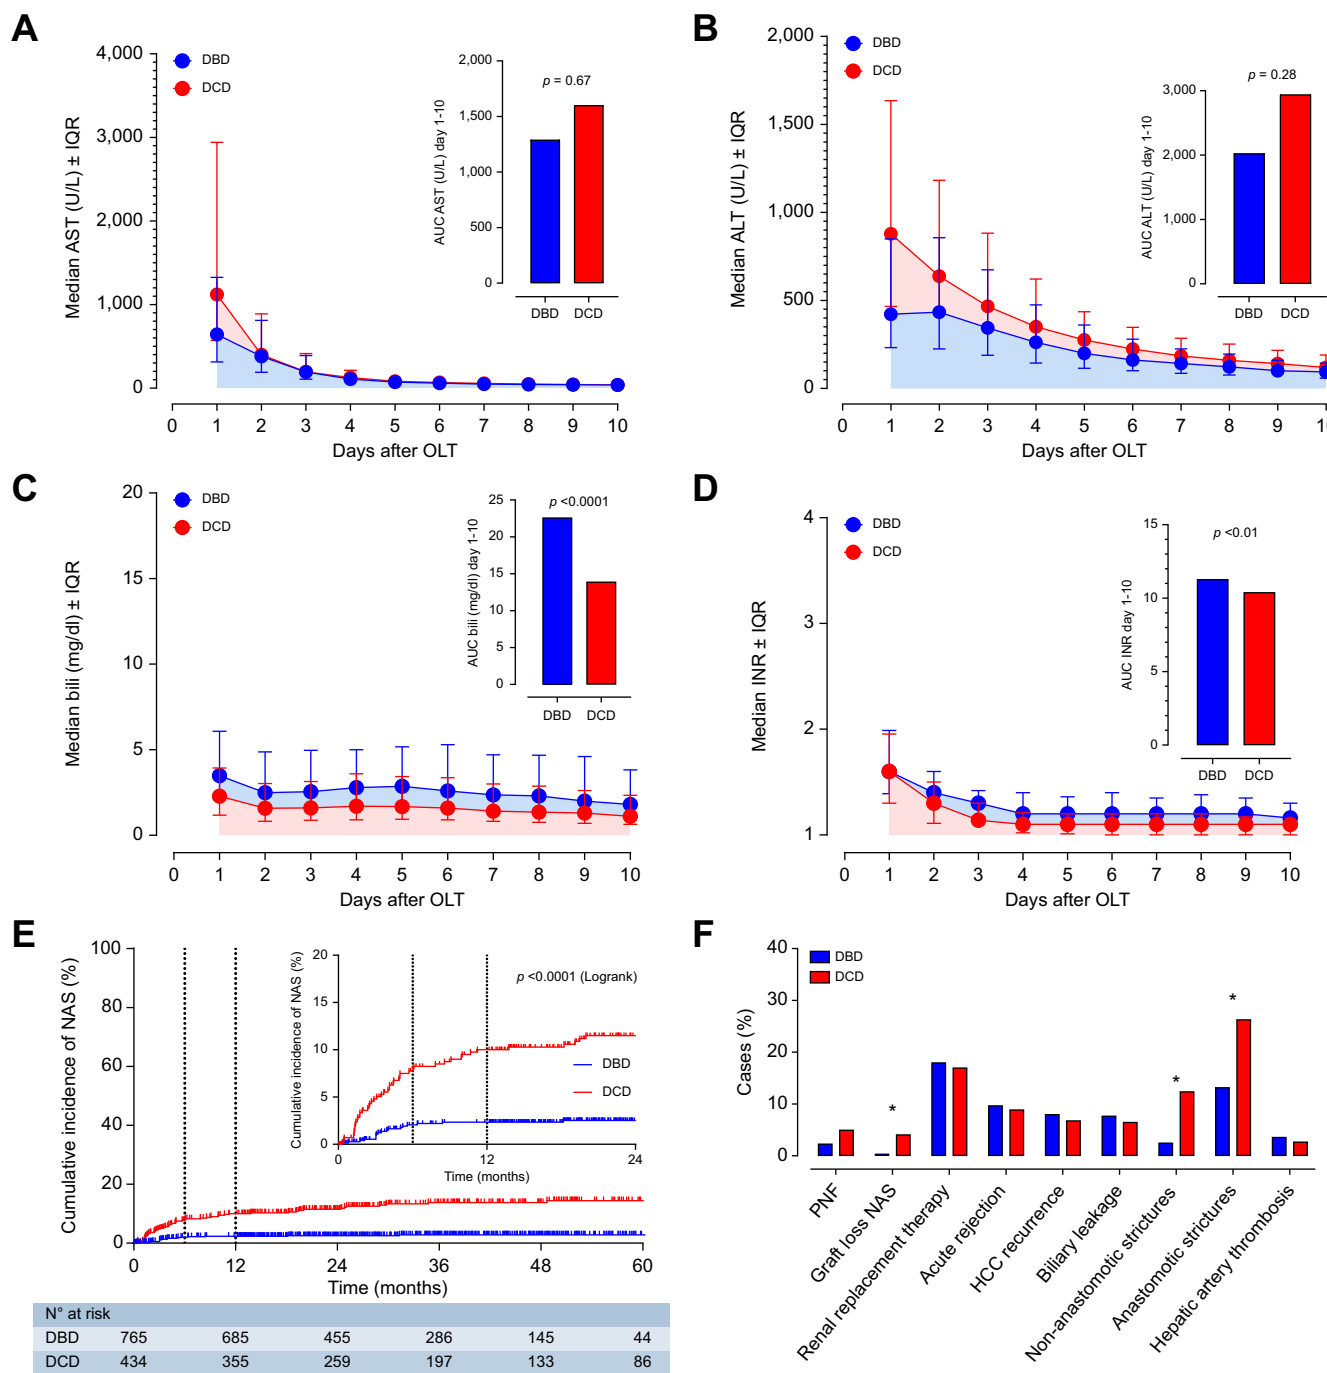 A
Median AST (U/L) ± IQR
4,000
3,000
2,000
1,000
0
DBD
DCD
0 1 2 3 4 5 6 7 8 9 10
Days after OLT
AUC AST (U/L) day 1-10
2,000
1,500
1,000
500
0
p = 0.67
DBD DCD
B
Median ALT (U/L) ± IQR
2,000
1,500
1,000
500
0
DBD
DCD
0 1 2 3 4 5 6 7 8 9 10
Days after OLT
AUC ALT (U/L) day 1-10
3,000
2,000
1,000
0
p = 0.28
DBD DCD
C
Median bili (mg/dl) ± IQR
20
15
10
5
0
DBD
DCD
0 1 2 3 4 5 6 7 8 9 10
Days after OLT
AUC bili (mg/dl) day 1-10
25
20
15
10
5
0
p <0.0001
DBD DCD
D
Median INR ± IQR
4
3
2
1
DBD
DCD
0 1 2 3 4 5 6 7 8 9 10
Days after OLT
AUC INR day 1-10
15
10
5
0
p <0.01
DBD DCD
E
Cumulative incidence of NAS (%)
100
80
60
40
20
0
0 12 24 36 48 60
Time (months)
Cumulative incidence of NAS (%)
20
15
10
5
0
p <0.0001 (Logrank)
DBD
DCD
0 6 12 24
Time (months)
N° at risk
DBD 765 685 455 286 145 44
DCD 434 355 259 197 133 86
F
Cases (%)
40
30
20
10
0
DBD
DCD
*
*
*
PNF
Graft loss NAS
Renal replacement therapy
Acute rejection
HCC recurrence
Biliary leakage
Non-anastomotic strictures
Anastomotic strictures
Hepatic artery thrombosis